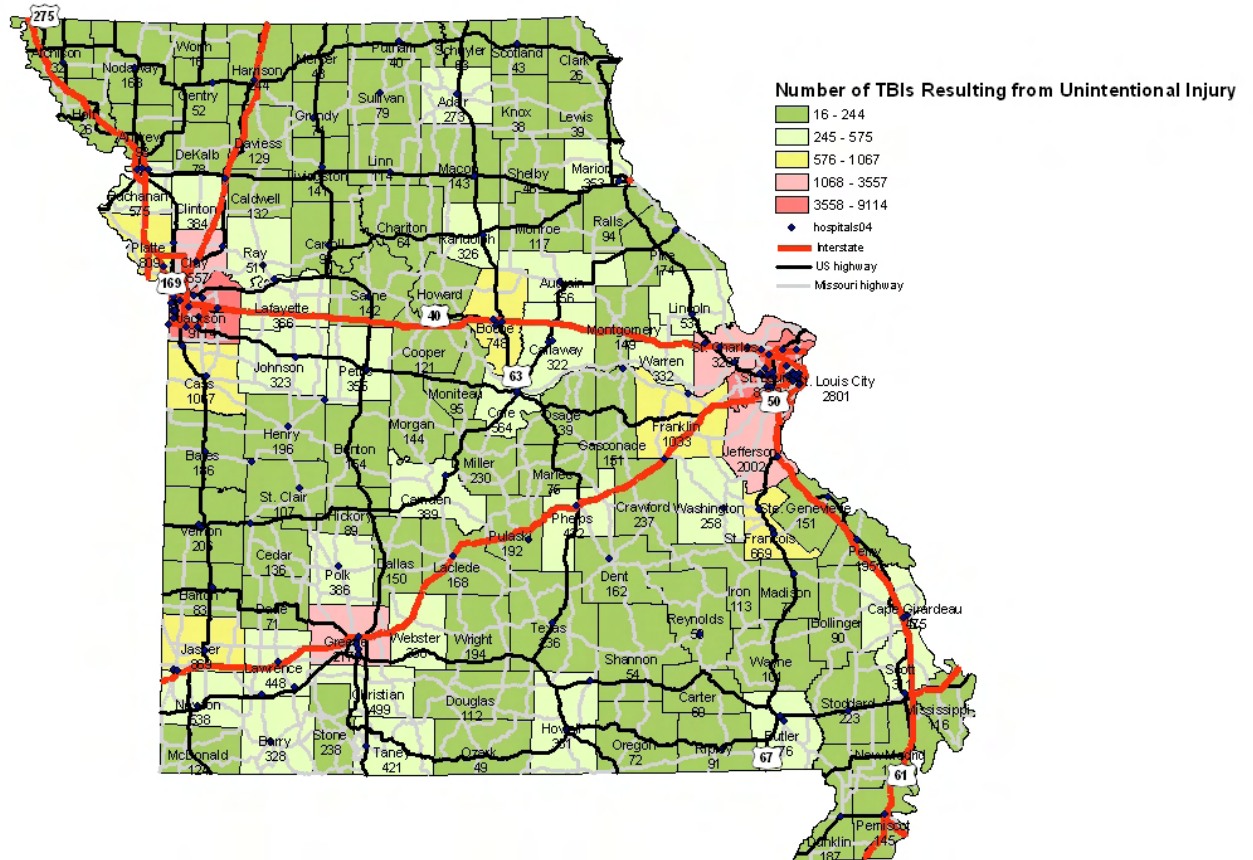 275
Number of TBIs Resulting from Unintentional Injury
16 - 244
245 - 575
576 - 1067
1068 - 3557
3558 - 9114
hospitals04
Interstate
US highway
Missouri highway
Worth
16
Nodaway
168
Harrison
244
Mercer
Putnam
40
Schuyler
Scotland
43
Clark
26
Gentry
52
Sullivan
79
Adair
273
Knox
38
Lewis
39
Holt
26
Grundy
DeKalb
Daviess
129
Linn
Macon
143
Shelby
Marion
353
Buchanan
575
Clinton
384
Caldwell
132
Livingston
141
Chariton
64
Randolph
326
Monroe
117
Ralls
94
Pike
174
Platte
809
Clay
Ray
Carroll
169
Jackson
Lafayette
Saline
142
Howard
40
Boone
748
Audrain
Callaway
322
Montgomery
149
Lincoln
Warren
332
St. Charles
St. Louis City
2801
50
Cass
1067
Johnson
323
Pettis
355
Cooper
121
Moniteau
95
63
Cole
564
Osage
Gasconade
151
Franklin
1033
Jefferson
2002
Henry
196
Benton
Morgan
144
Miller
230
Maries
Bates
St. Clair
107
Hickory
89
Camden
389
Pulaski
192
Phelps
Crawford
237
Washington
258
Ste. Genevieve
151
St. Francois
669
Perry
195
Vernon
Cedar
136
Polk
386
Dallas
150
Laclede
168
Dent
162
Iron
113
Madison
Bollinger
90
Cape Girardeau
Barton
83
Dade
71
Greene
Webster
Wright
194
Texas
Reynolds
Shannon
54
Wayne
Scott
Jasper
Lawrence
448
Newton
538
Christian
499
Douglas
112
Howell
Carter
Stoddard
223
Mississippi
McDonald
Barry
328
Stone
238
Taney
421
Ozark
49
Oregon
72
Ripley
91
Butler
67
New Madrid
61
Pemiscot
145
Dunklin
187